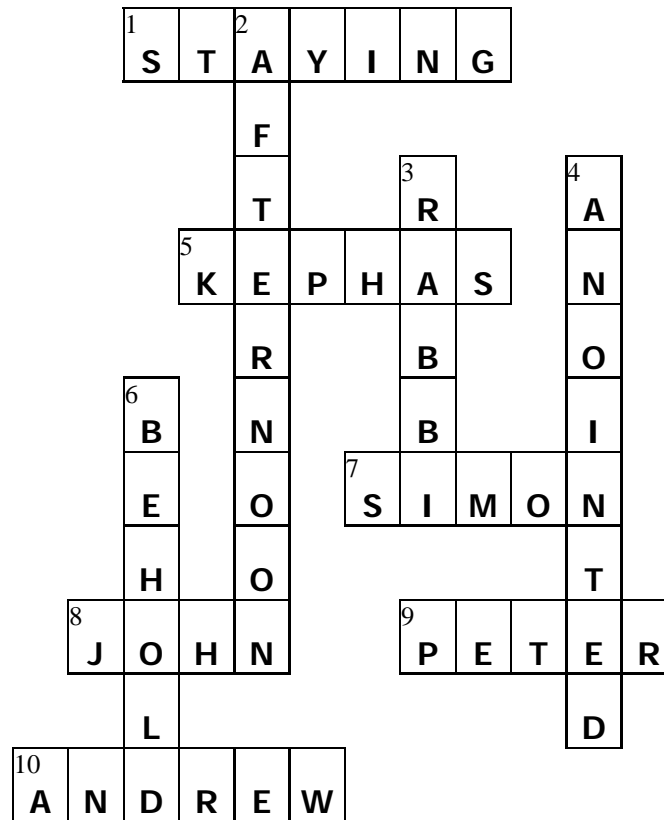 1 2
S T A Y I N G
F
3 4
T R A
5
K E P H A S N
R B O
6
B N B I
7
E O S I M O N
H O T
8 9
J O H N P E T E R
L D
10
A N D R E W